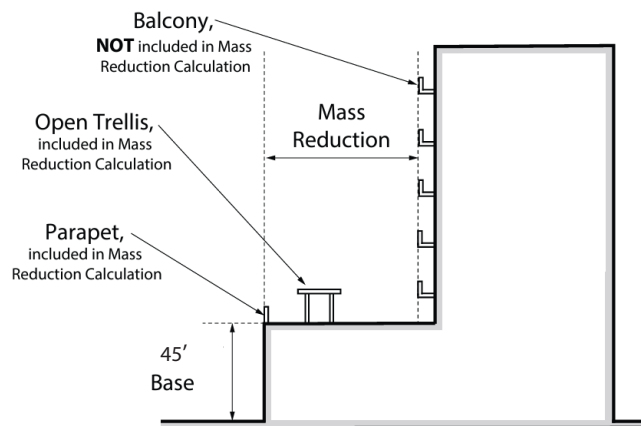 Balcony,
NOT included in Mass
Reduction Calculation
Mass
Reduction
Open Trellis,
included in Mass
Reduction Calculation
Parapet,
included in Mass
Reduction Calculation
45'
Base